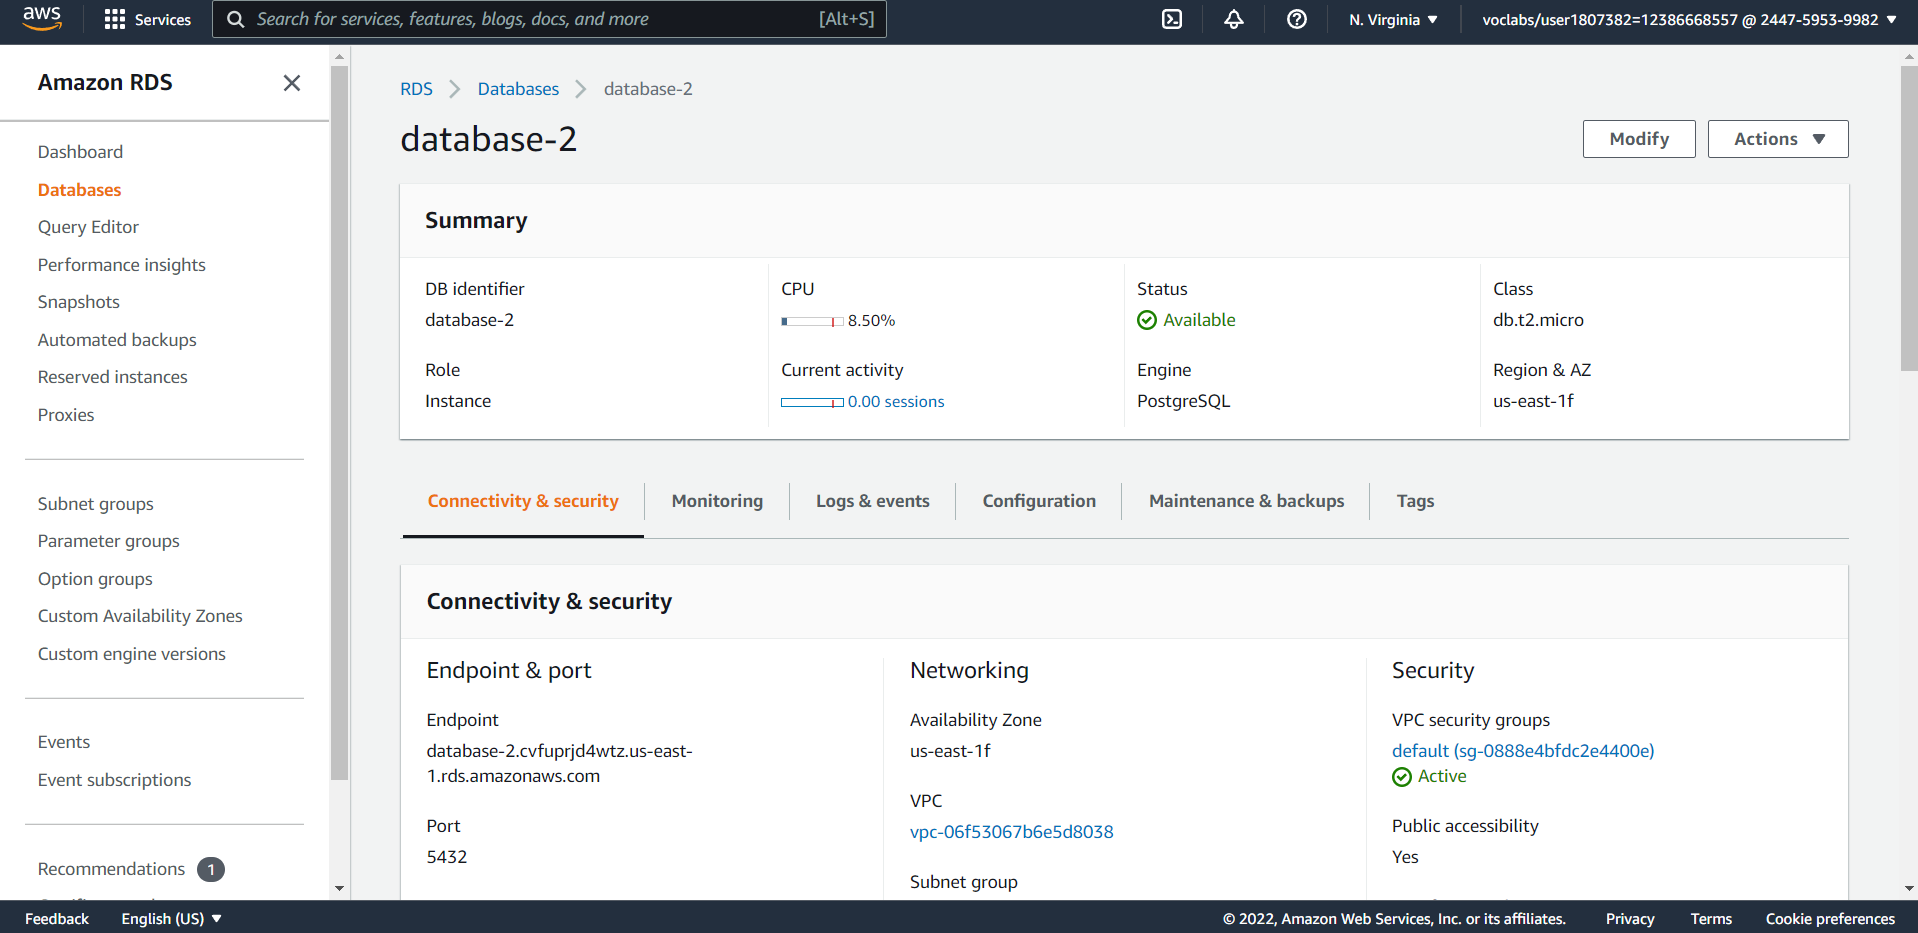 aws
Services
Search for services, features, blogs, docs, and more
[Alt+S]
N. Virginia
voclabs/user1807382=12386668557 @ 2447-5953-9982
Amazon RDS
Dashboard
Databases
Query Editor
Performance insights
Snapshots
Automated backups
Reserved instances
Proxies
Subnet groups
Parameter groups
Option groups
Custom Availability Zones
Custom engine versions
Events
Event subscriptions
Recommendations 1
RDS
Databases
database-2
database-2
Modify
Actions
Summary
DB identifier
database-2
CPU
8.50%
Status
Available
Class
db.t2.micro
Role
Instance
Current activity
0.00 sessions
Engine
PostgreSQL
Region & AZ
us-east-1f
Connectivity & security
Monitoring
Logs & events
Configuration
Maintenance & backups
Tags
Connectivity & security
Endpoint & port
Endpoint
database-2.cvfuprjd4wtz.us-east-
1.rds.amazonaws.com
Port
5432
Networking
Availability Zone
us-east-1f
VPC
vpc-06f53067b6e5d8038
Subnet group
Security
VPC security groups
default (sg-0888e4bfdc2e4400e)
Active
Public accessibility
Yes
Feedback
English (US)
© 2022, Amazon Web Services, Inc. or its affiliates.
Privacy
Terms
Cookie preferences